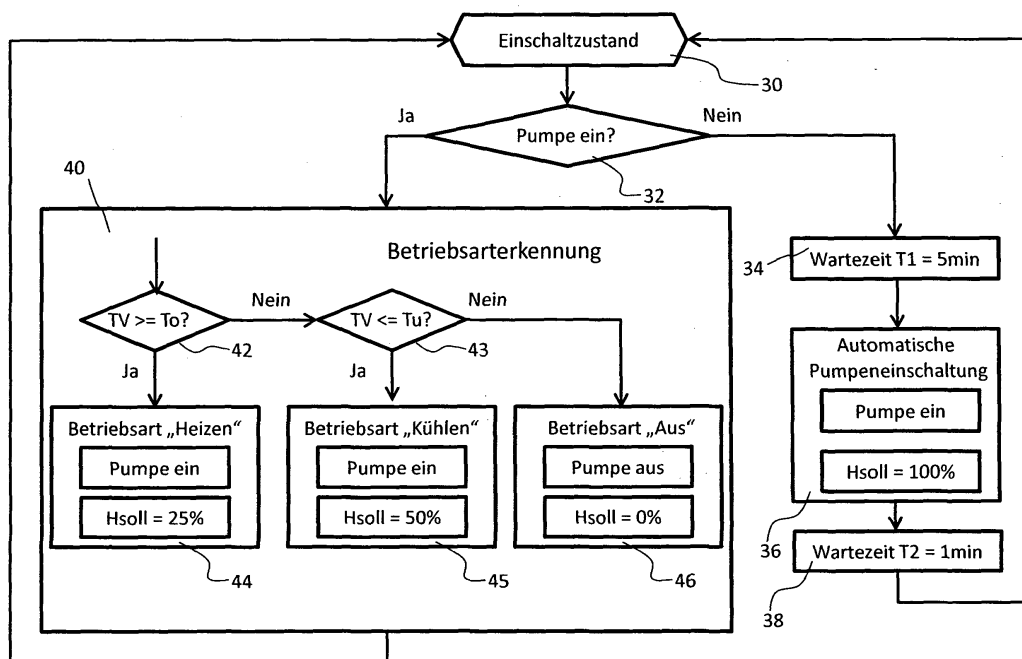 Einschaltzustand
30
Ja
Nein
Pumpe ein?
32
40
Betriebsarterkennung
34
Wartezeit T1 = 5min
TV >= To?
42
Nein
TV <= Tu?
43
Nein
Ja
Ja
Automatische
Pumpeneinschaltung
Pumpe ein
Hsoll = 100%
36
Betriebsart „Heizen“
Pumpe ein
Hsoll = 25%
44
Betriebsart „Kühlen“
Pumpe ein
Hsoll = 50%
45
Betriebsart „Aus“
Pumpe aus
Hsoll = 0%
46
Wartezeit T2 = 1min
38